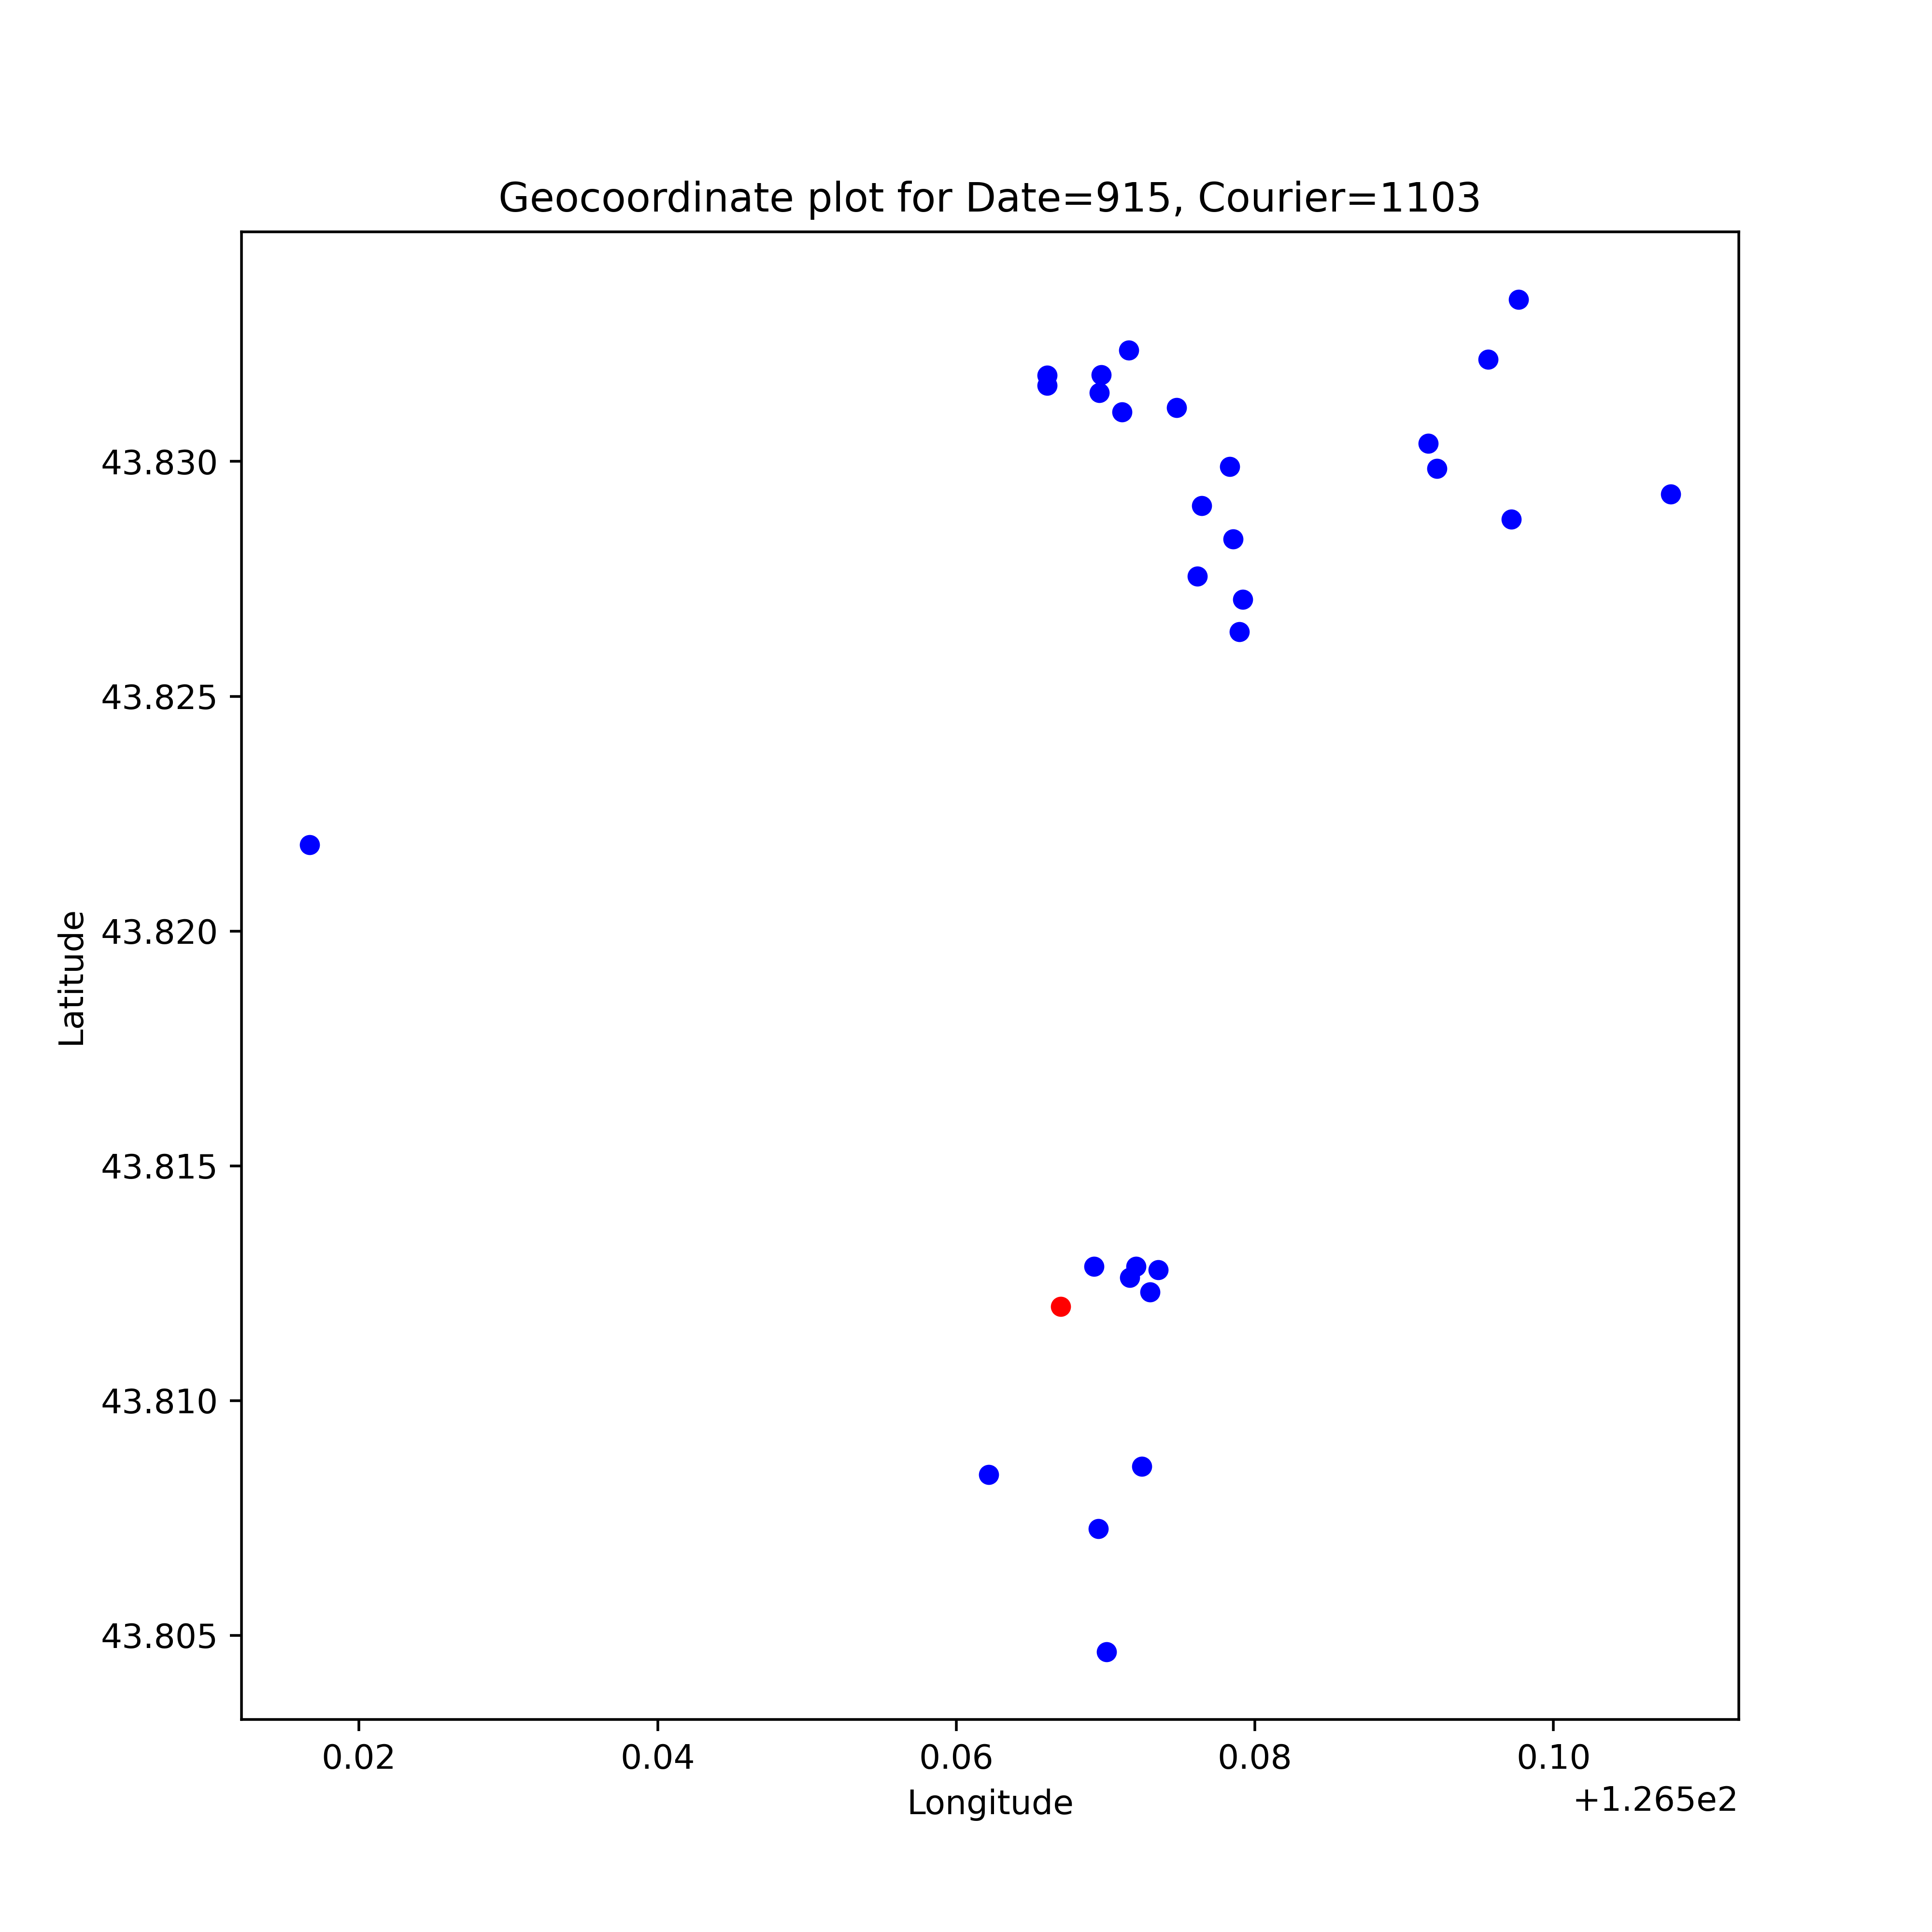 Geocoordinate plot for Date=915, Courier=1103
43.830
43.825
43.820
43.815
43.810
43.805
Latitude
0.02 0.04 0.06 0.08 0.10
+1.265e2
Longitude